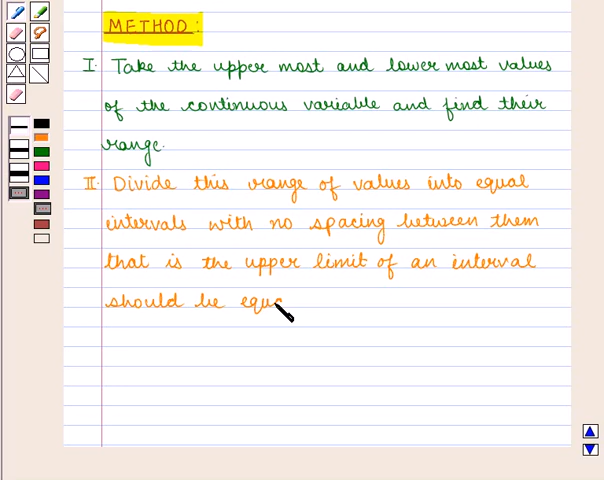 METHOD:
I. Take the upper most and lower most values
of the continuous variable and find their
range.
II. Divide this range of values into equal
intervals with no spacing between them
that is the upper limit of an interval
should be equa